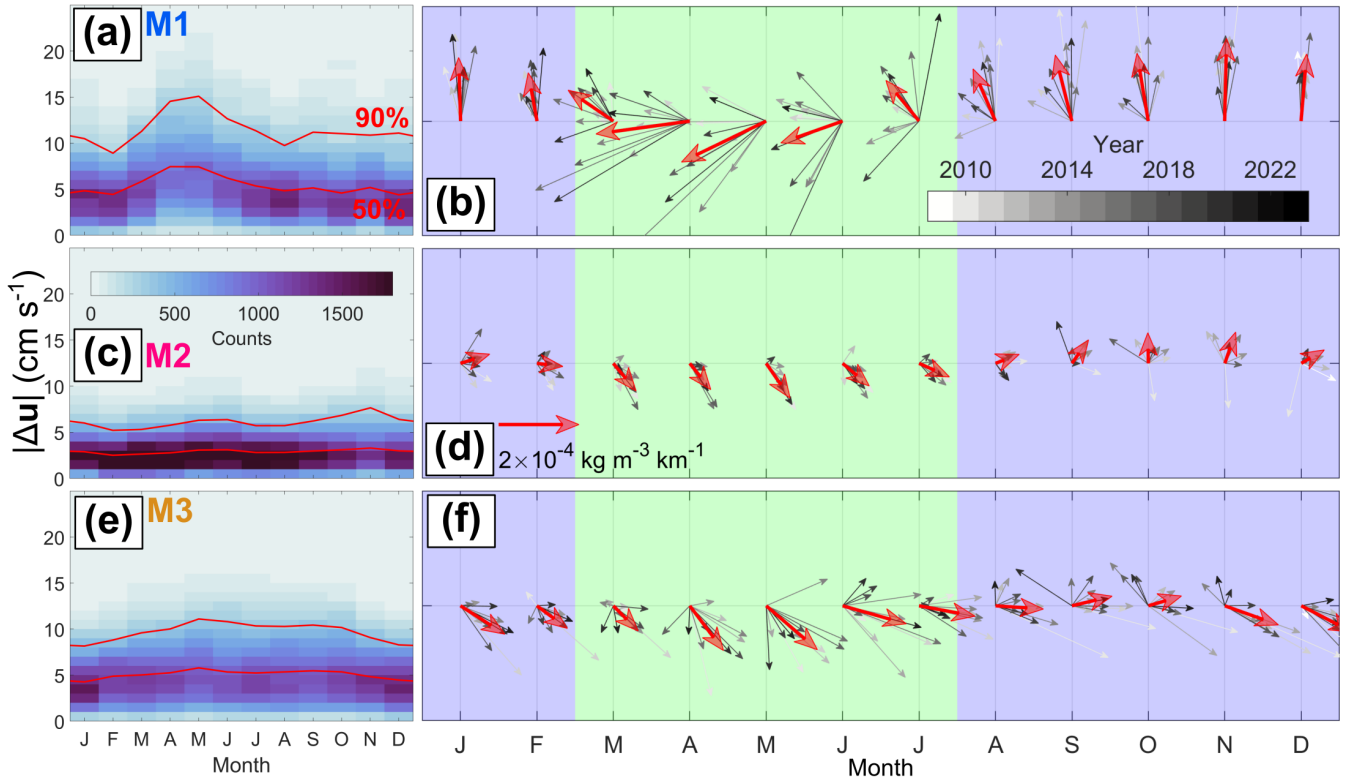 (a) M1
20
15
10
5
0
90%
50%
(b)
Year
2010 2014 2018 2022
|Δu| (cm s⁻¹)
20
15
10
5
0
0 500 1000 1500
Counts
(c) M2
(d)
2×10⁻⁴ kg m⁻³ km⁻¹
(e) M3
20
15
10
5
0
J F M A M J J A S O N D
Month
(f)
J F M A M J J A S O N D
Month